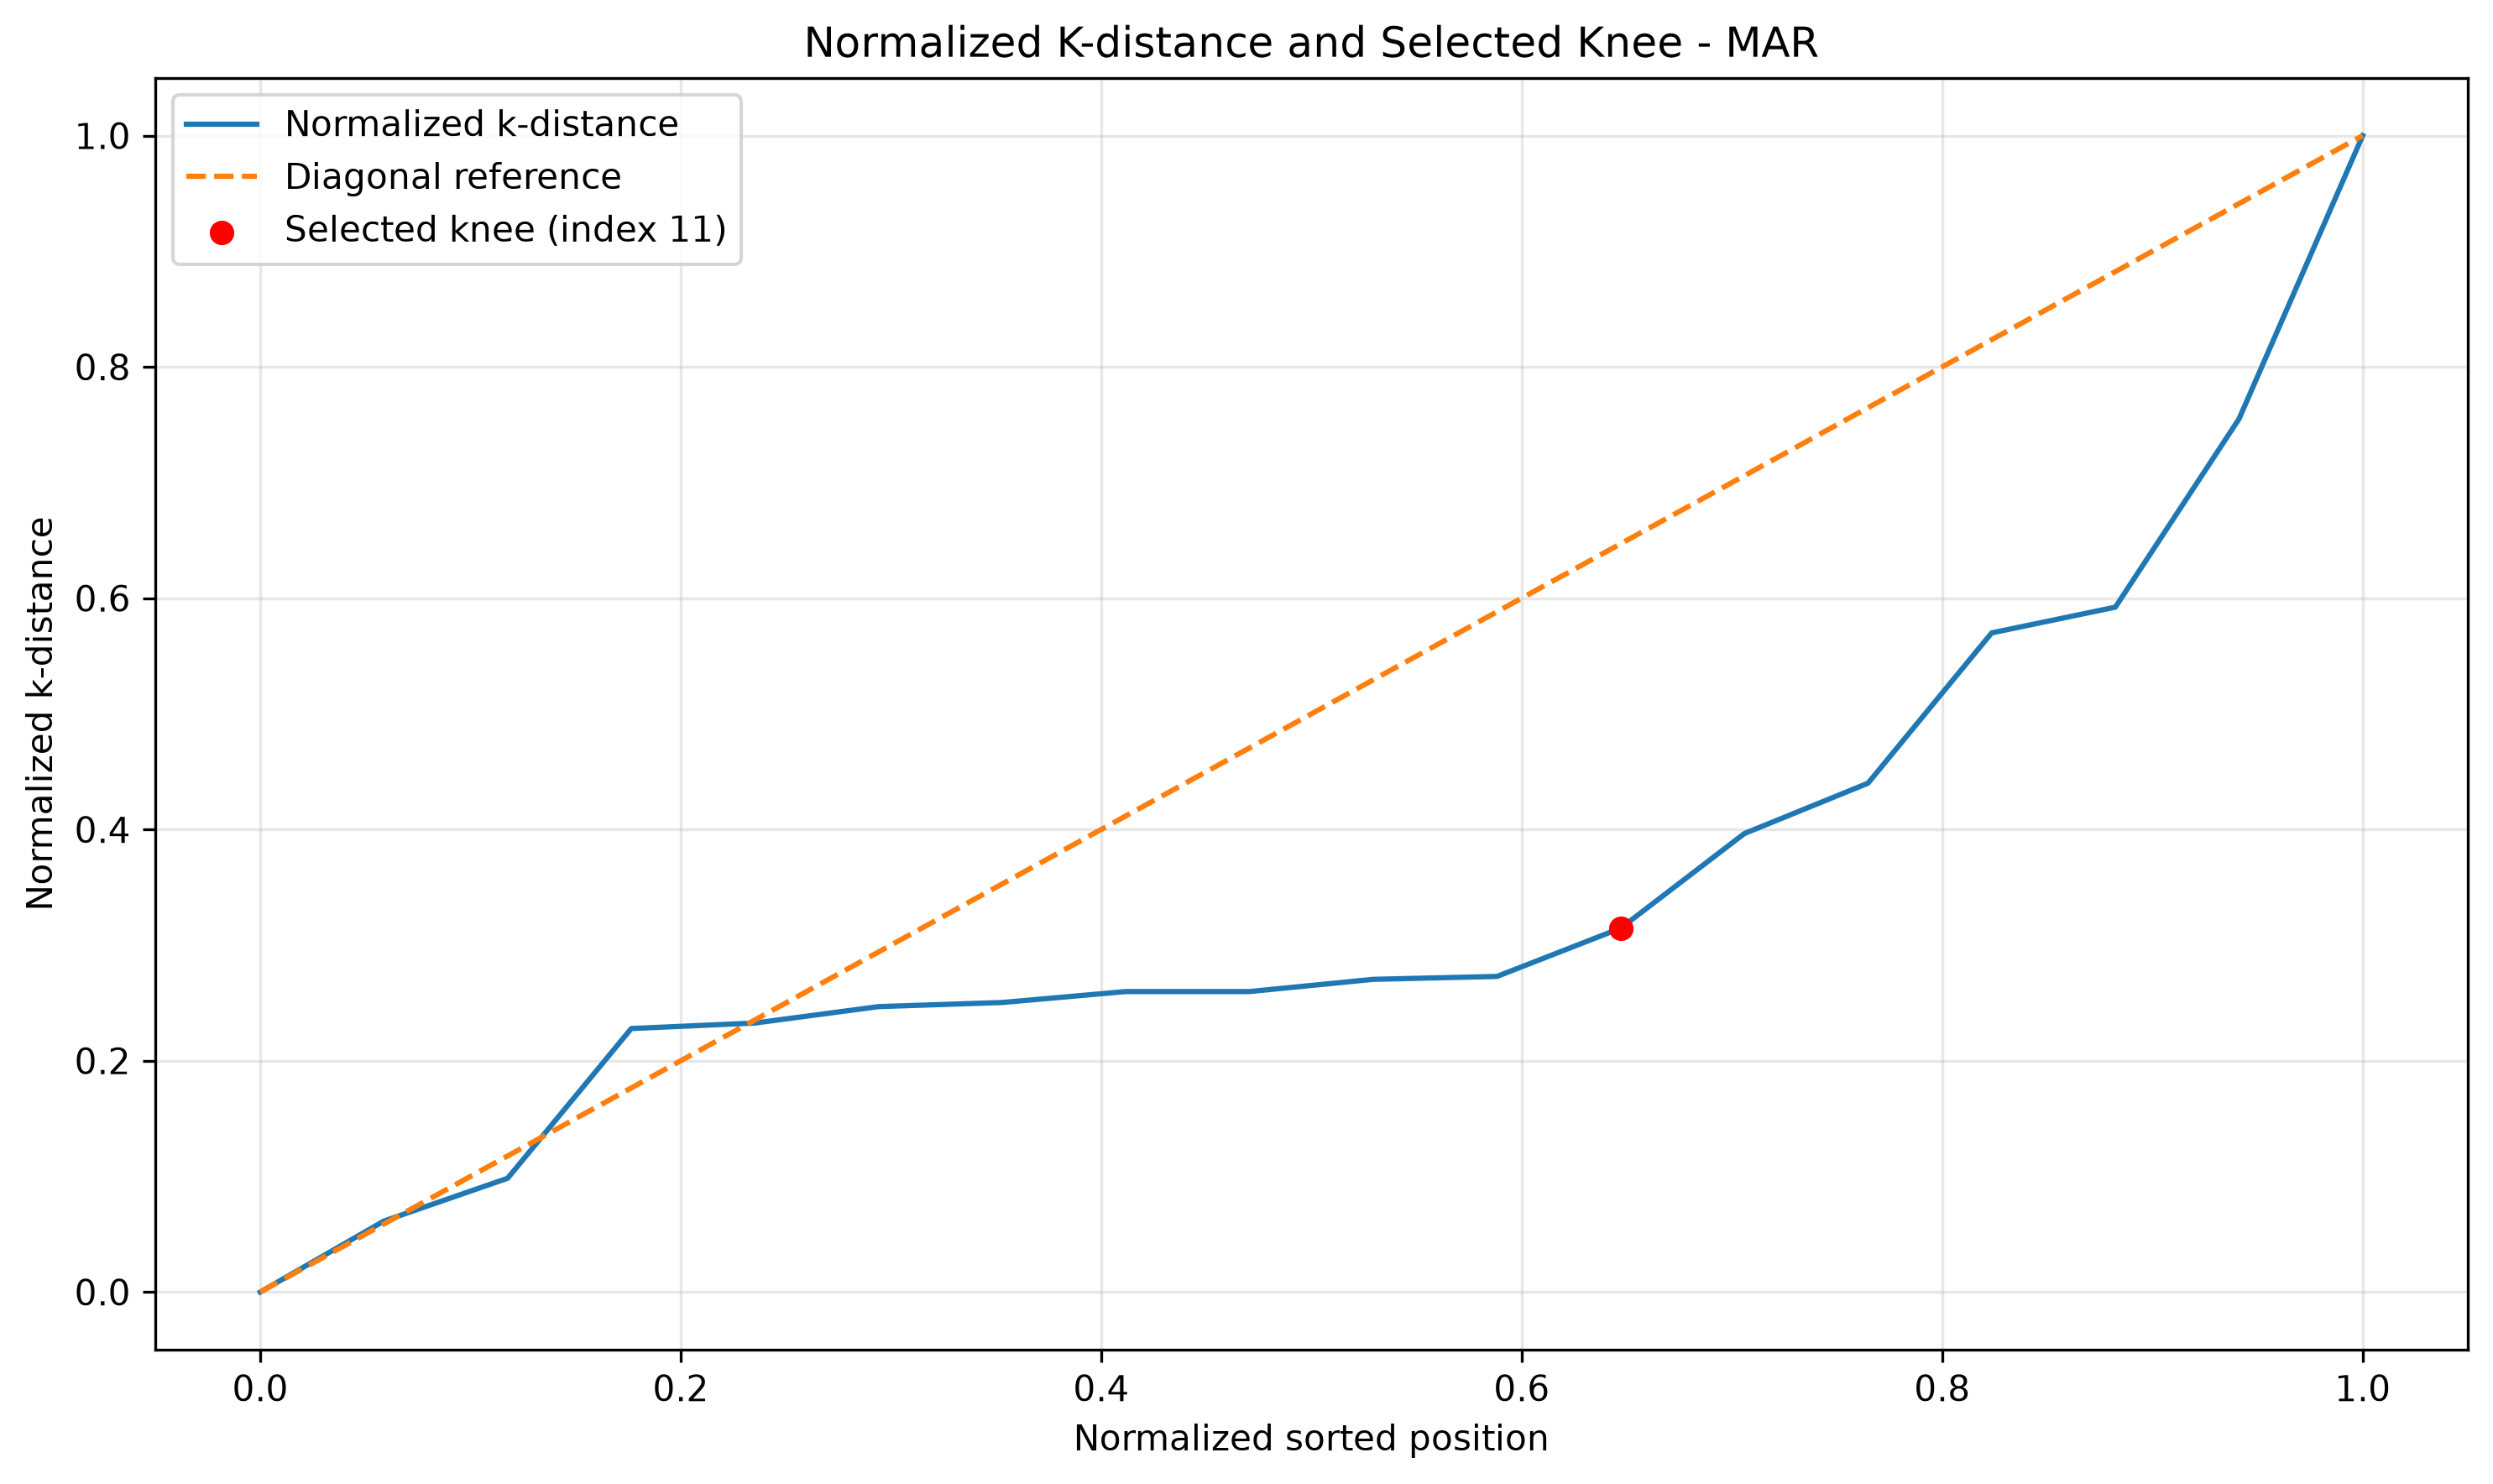 Normalized K-distance and Selected Knee - MAR
Normalized k-distance
Diagonal reference
Selected knee (index 11)
1.0
0.8
0.6
0.4
0.2
0.0
Normalized k-distance
0.0 0.2 0.4 0.6 0.8 1.0
Normalized sorted position